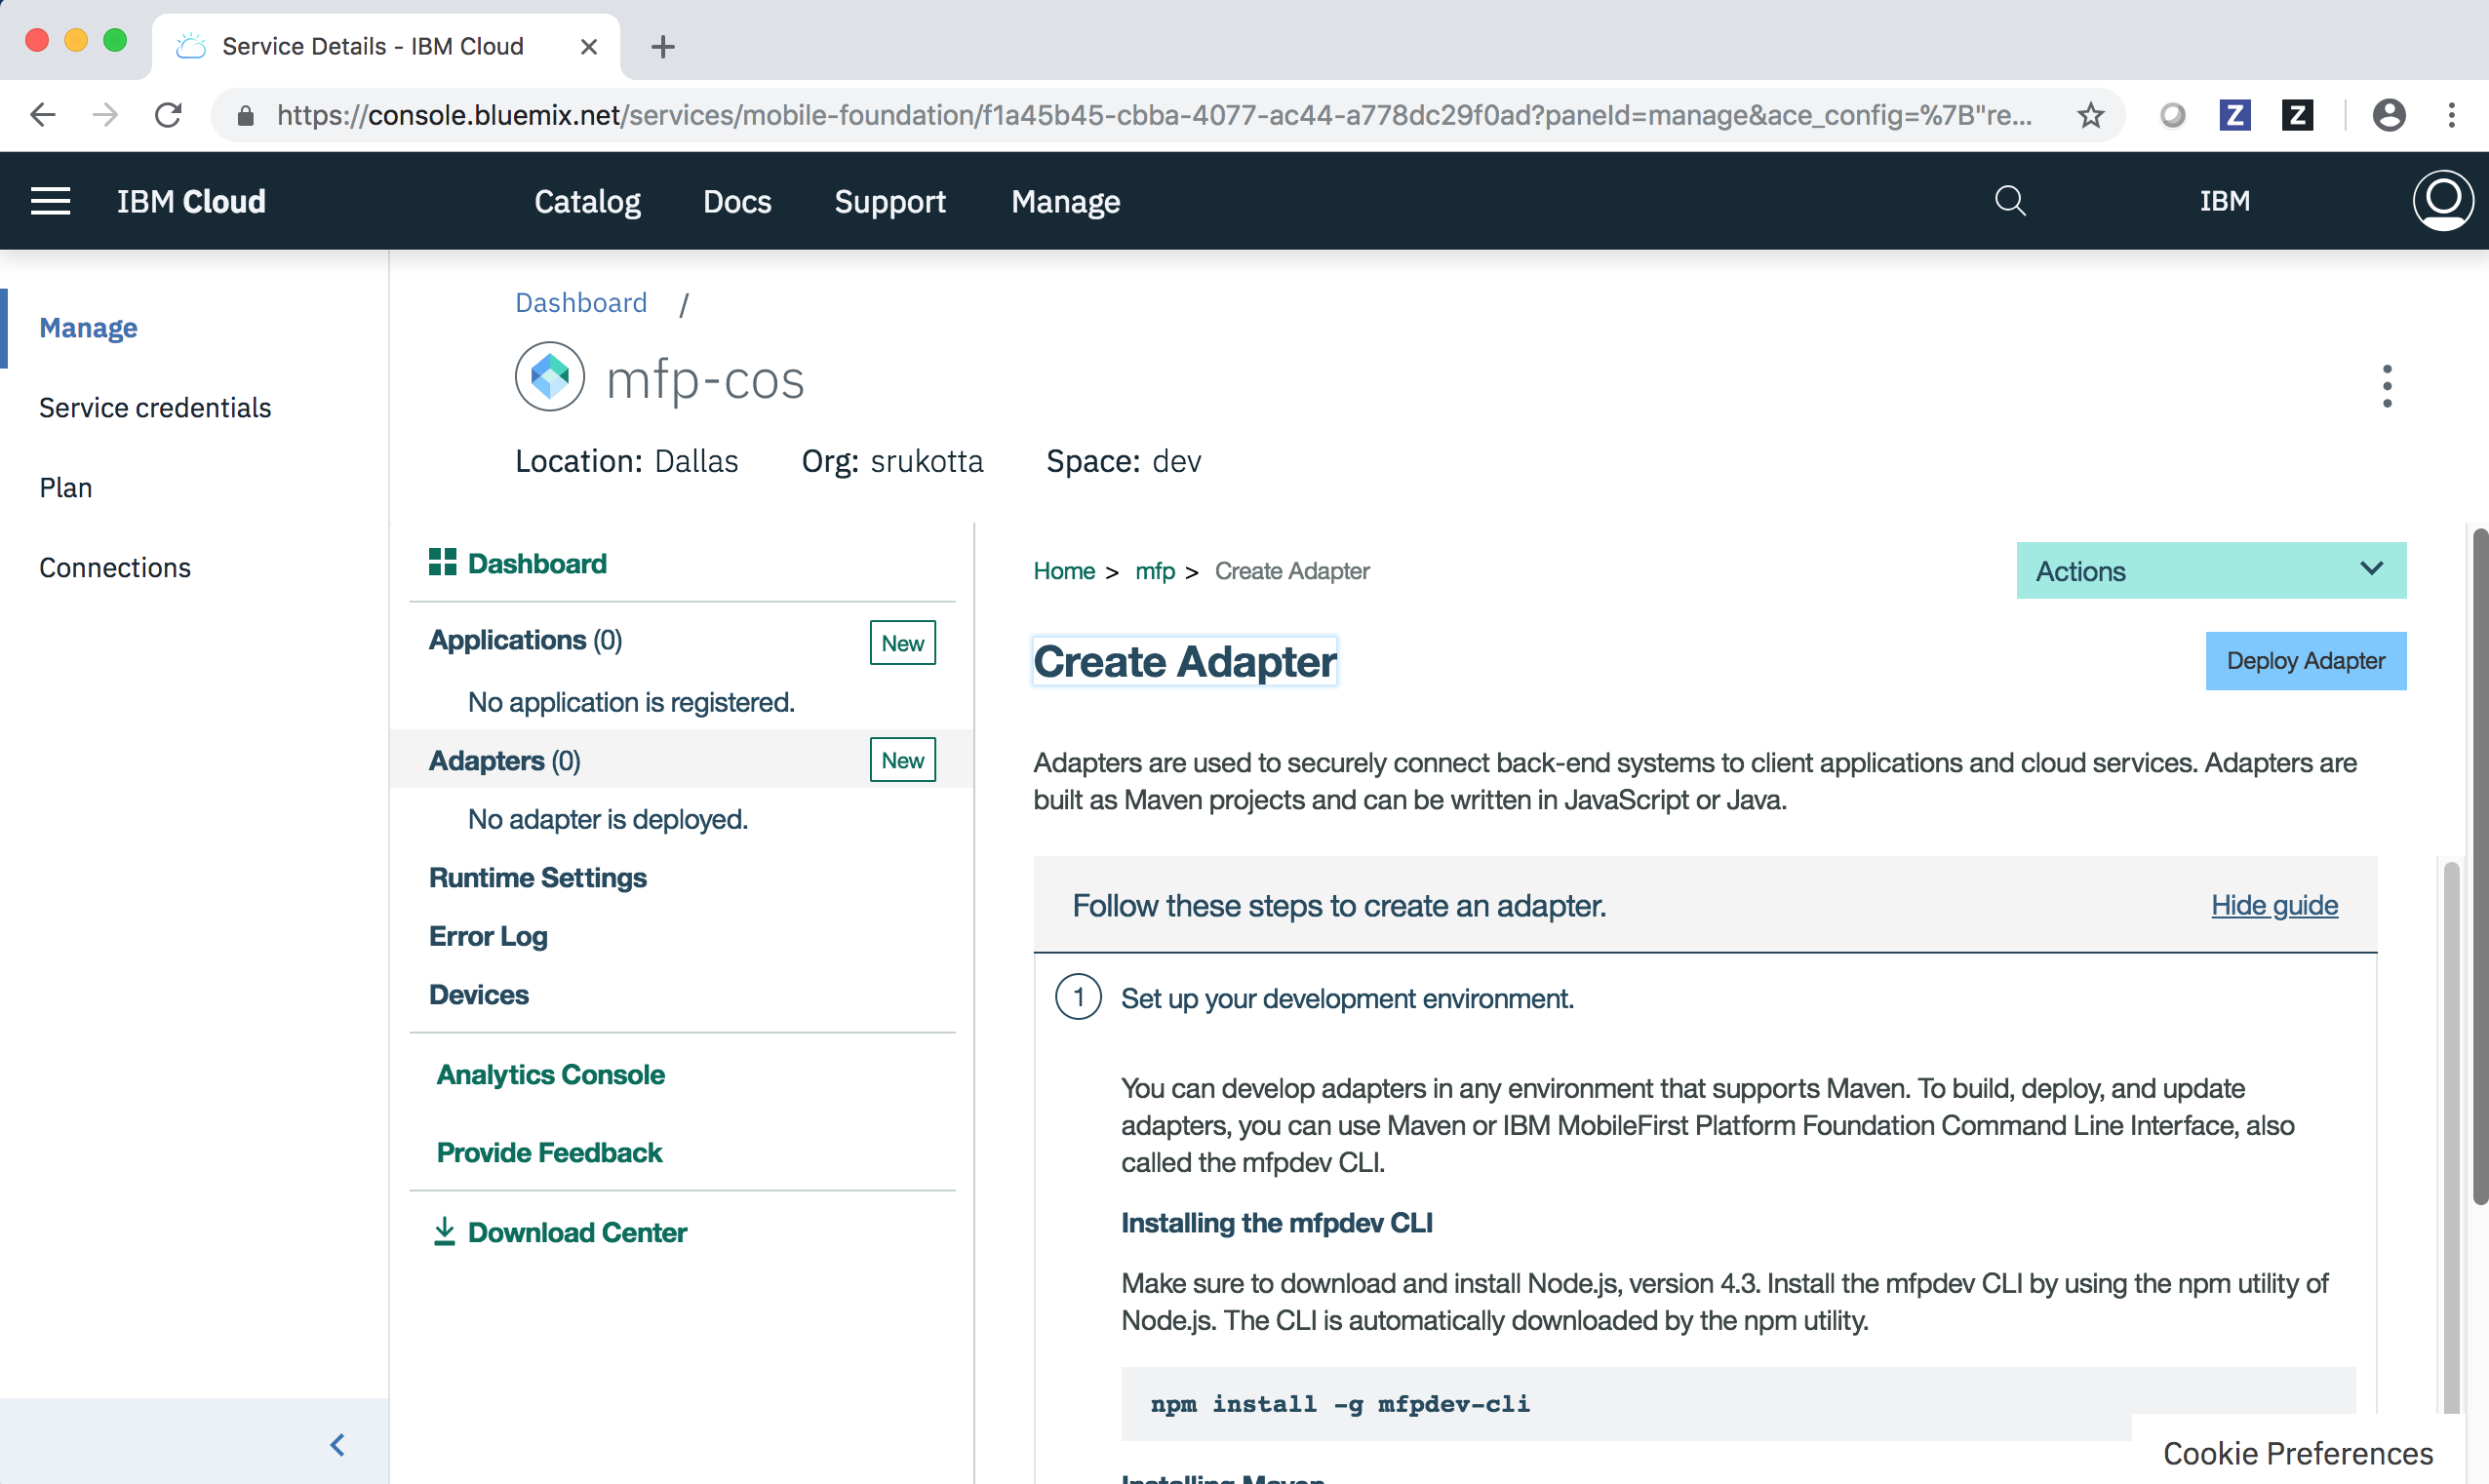 Service Details - IBM Cloud
https://console.bluemix.net/services/mobile-foundation/f1a45b45-cbba-4077-ac44-a778dc29f0ad?paneId=manage&ace_config=%7B"re...
Z
Z
IBM Cloud
Catalog
Docs
Support
Manage
IBM
Manage
Service credentials
Plan
Connections
Dashboard /
mfp-cos
Location: Dallas
Org: srukotta
Space: dev
Dashboard
Applications (0)
New
No application is registered.
Adapters (0)
New
No adapter is deployed.
Runtime Settings
Error Log
Devices
Analytics Console
Provide Feedback
Download Center
Home > mfp > Create Adapter
Actions
Create Adapter
Deploy Adapter
Adapters are used to securely connect back-end systems to client applications and cloud services. Adapters are
built as Maven projects and can be written in JavaScript or Java.
Follow these steps to create an adapter.
Hide guide
1
Set up your development environment.
You can develop adapters in any environment that supports Maven. To build, deploy, and update
adapters, you can use Maven or IBM MobileFirst Platform Foundation Command Line Interface, also
called the mfpdev CLI.
Installing the mfpdev CLI
Make sure to download and install Node.js, version 4.3. Install the mfpdev CLI by using the npm utility of
Node.js. The CLI is automatically downloaded by the npm utility.
npm install -g mfpdev-cli
Installing Maven
Cookie Preferences